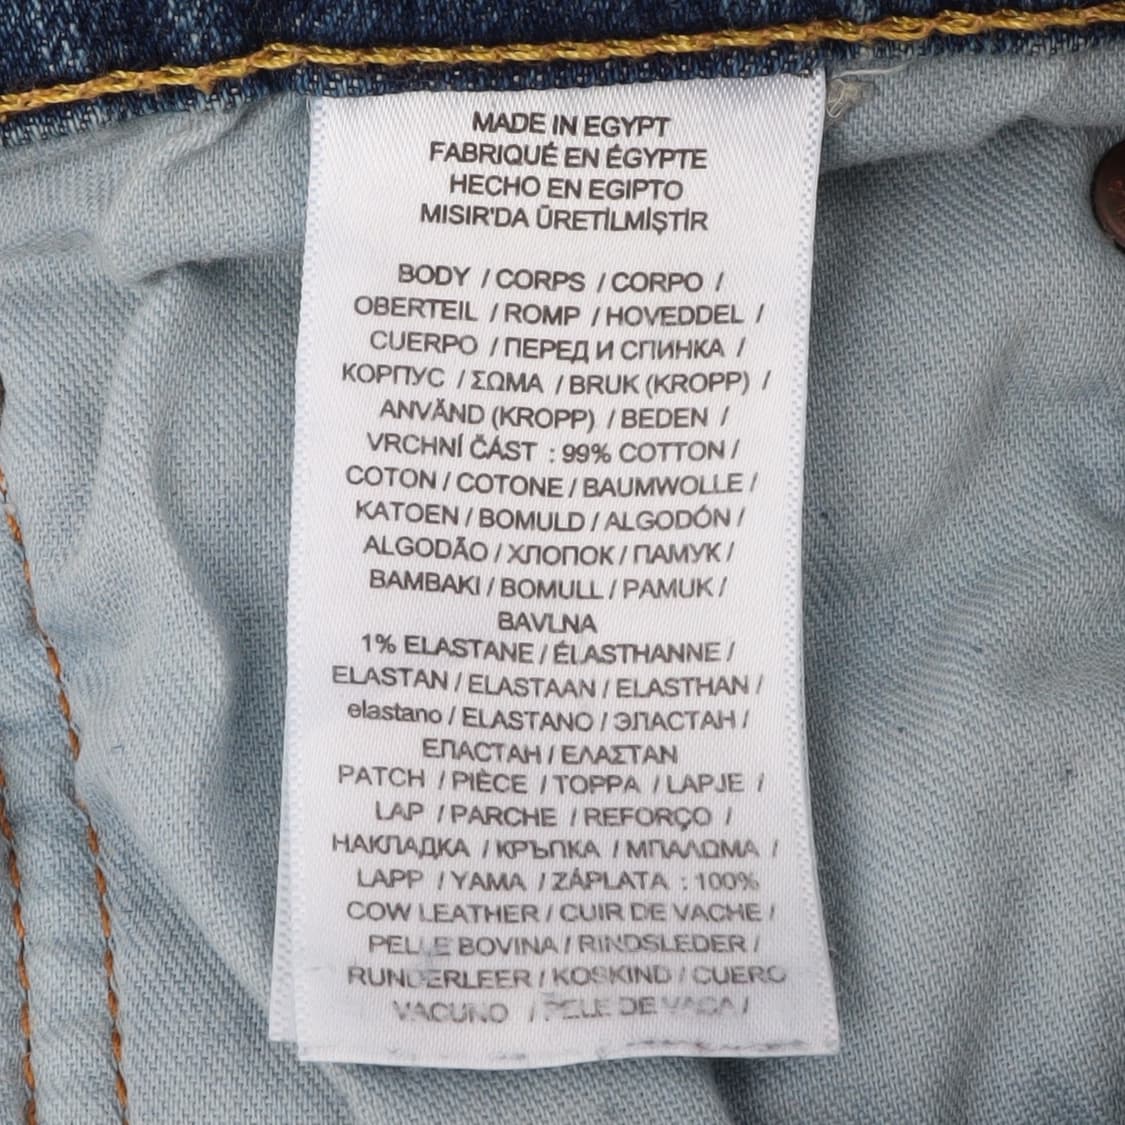 MADE IN EGYPT
FABRIQUÉ EN ÉGYPTE
HECHO EN EGIPTO
MISIR'DA ÜRETİLMİŞTİR
BODY / CORPS / CORPO /
OBERTEIL / ROMP / HOVEDDEL /
CUERPO / ПЕРЕД И СПИНКА /
КОРПУС / ΣΩΜΑ / BRUK (KROPP) /
ANVÄND (KROPP) / BEDEN /
VRCHNÍ ČÁST : 99% COTTON /
COTON / COTONE / BAUMWOLLE /
KATOEN / BOMULD / ALGODÓN /
ALGODÃO / ХЛОПОК / ПАМУК /
BAMBAKI / BOMULL / PAMUK /
BAVLNA
1% ELASTANE / ÉLASTHANNE /
ELASTAN / ELASTAAN / ELASTHAN /
elastano / ELASTANO / ЭЛАСТАН /
ЕПАСТАН / ΕΛΑΣΤΑΝ
PATCH / PIÈCE / TOPPA / LAPJE /
LAP / PARCHE / REFORÇO /
НАКЛАДКА / КРЪПКА / ΜΠΑΛΩΜΑ /
LAPP / YAMA / ZÁPLATA : 100%
COW LEATHER / CUIR DE VACHE /
PELLE BOVINA / RINDSLEDER /
RUNDERLEER / KOSKIND / CUERO
VACUNO / PELE DE VACA /